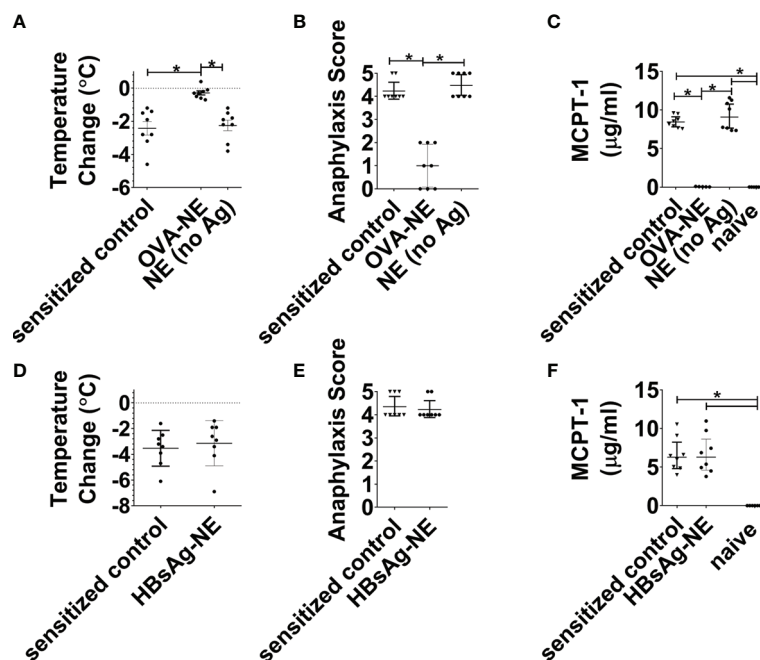 A
Temperature
Change (°C)
0
-2
-4
-6
*
*
sensitized control
OVA-NE
NE (no Ag)
B
Anaphylaxis Score
5
4
3
2
1
0
*
*
sensitized control
OVA-NE
NE (no Ag)
C
MCPT-1
(µg/ml)
15
10
5
0
*
*
*
*
sensitized control
OVA-NE
NE (no Ag)
naive
D
Temperature
Change (°C)
0
-2
-4
-6
-8
sensitized control
HBsAg-NE
E
Anaphylaxis Score
5
4
3
2
1
0
sensitized control
HBsAg-NE
F
MCPT-1
(µg/ml)
15
10
5
0
*
sensitized control
HBsAg-NE
naive